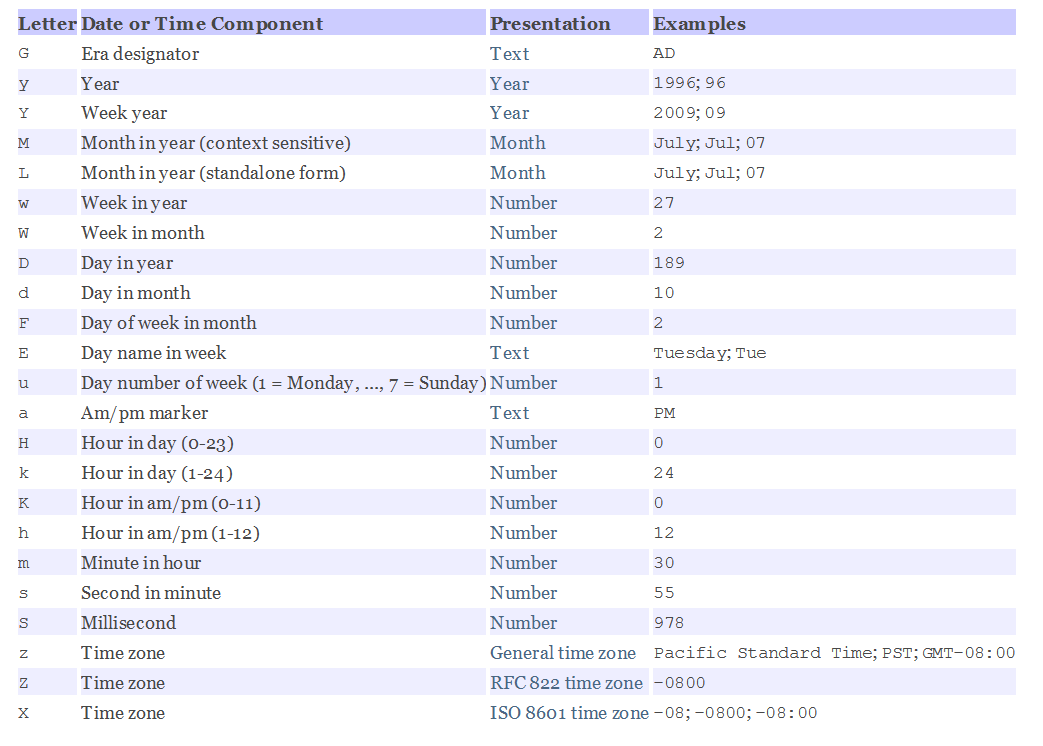 Letter Date or Time Component Presentation Examples
G Era designator Text AD
y Year Year 1996; 96
Y Week year Year 2009; 09
M Month in year (context sensitive) Month July; Jul; 07
L Month in year (standalone form) Month July; Jul; 07
w Week in year Number 27
W Week in month Number 2
D Day in year Number 189
d Day in month Number 10
F Day of week in month Number 2
E Day name in week Text Tuesday; Tue
u Day number of week (1 = Monday, ..., 7 = Sunday) Number 1
a Am/pm marker Text PM
H Hour in day (0-23) Number 0
k Hour in day (1-24) Number 24
K Hour in am/pm (0-11) Number 0
h Hour in am/pm (1-12) Number 12
m Minute in hour Number 30
s Second in minute Number 55
S Millisecond Number 978
z Time zone General time zone Pacific Standard Time; PST; GMT-08:00
Z Time zone RFC 822 time zone -0800
X Time zone ISO 8601 time zone -08; -0800; -08:00